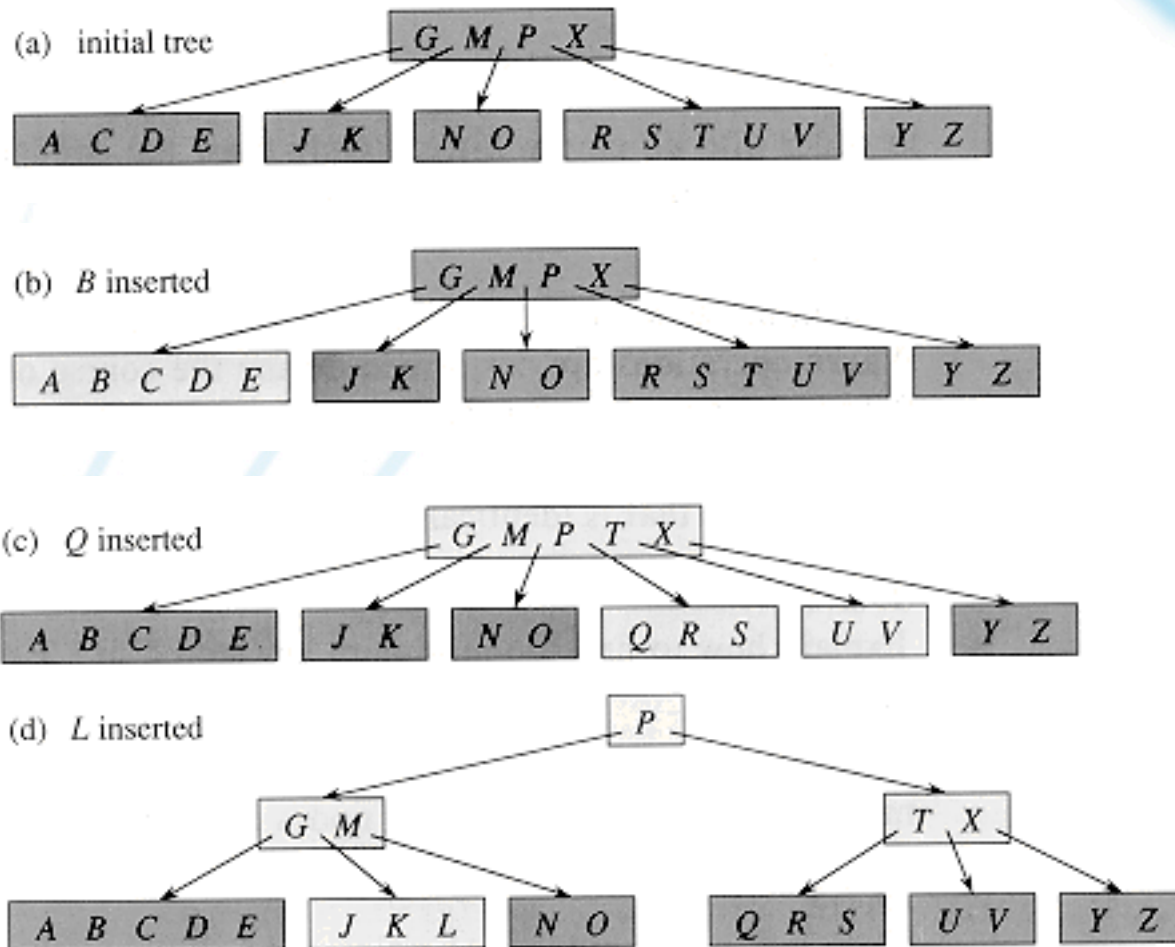 (a) initial tree
G M P X
A C D E J K N O R S T U V Y Z
(b) B inserted
G M P X
A B C D E J K N O R S T U V Y Z
(c) Q inserted
G M P T X
A B C D E J K N O Q R S U V Y Z
(d) L inserted
P
G M T X
A B C D E J K L N O Q R S U V Y Z